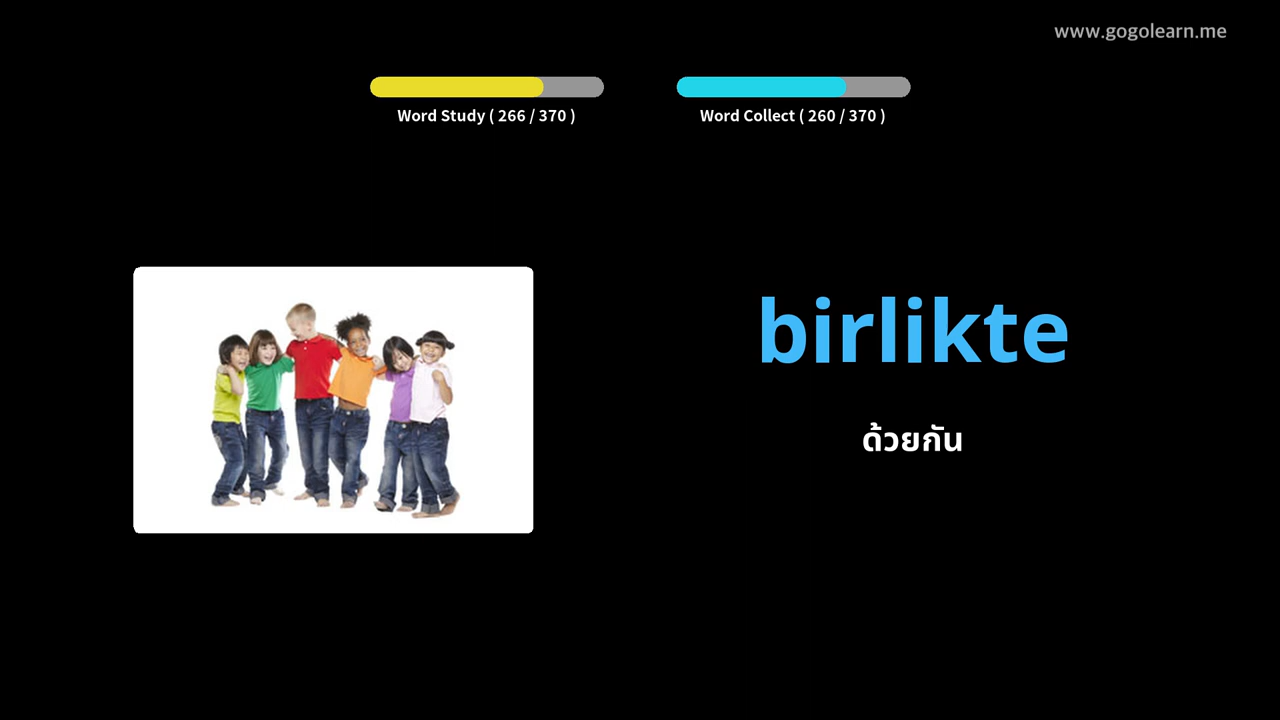 www.gogolearn.me
Word Study ( 266 / 370 )
Word Collect ( 260 / 370 )
birlikte
ด้วยกัน